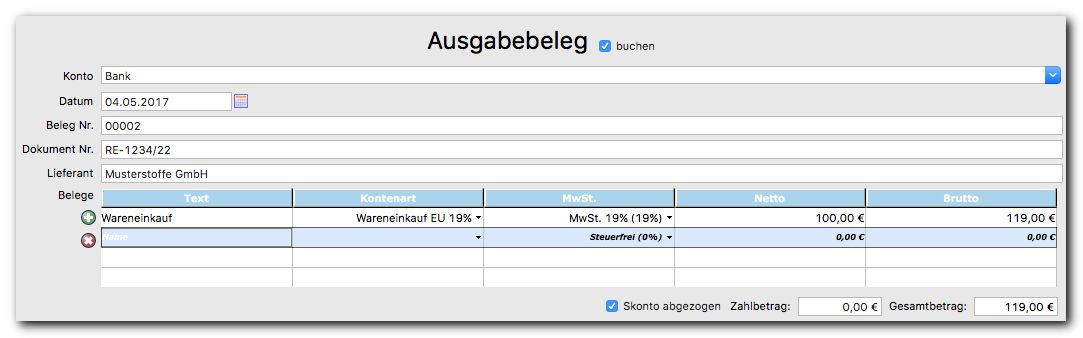 Ausgabebeleg buchen
Konto Bank
Datum 04.05.2017
Beleg Nr. 00002
Dokument Nr. RE-1234/22
Lieferant Musterstoffe GmbH
Belege Text Kontenart MwSt. Netto Brutto
Wareneinkauf Wareneinkauf EU 19% MwSt. 19% (19%) 100,00 € 119,00 €
Name Steuerfrei (0%) 0,00 € 0,00 €
Skonto abgezogen Zahlbetrag: 0,00 € Gesamtbetrag: 119,00 €